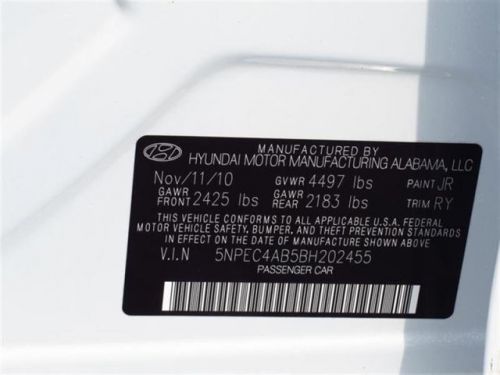 MANUFACTURED BY
HYUNDAI MOTOR MANUFACTURING ALABAMA, LLC
Nov/11/10 GVWR 4497 lbs PAINT JR
GAWR FRONT 2425 lbs GAWR REAR 2183 lbs TRIM RY
THIS VEHICLE CONFORMS TO ALL APPLICABLE U.S.A. FEDERAL
MOTOR VEHICLE SAFETY, BUMPER, AND THEFT PREVENTION STANDARDS
IN EFFECT ON THE DATE OF MANUFACTURE SHOWN ABOVE.
V.I.N 5NPEC4AB5BH202455
PASSENGER CAR